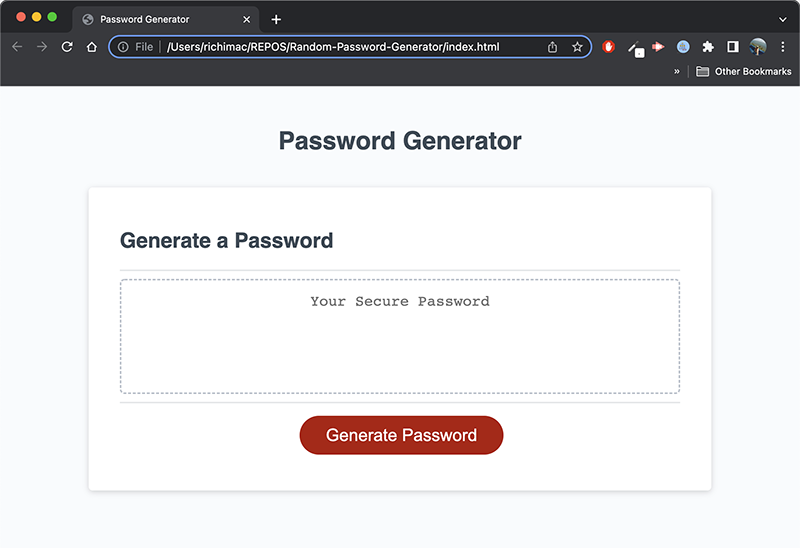 Password Generator
File /Users/richimac/REPOS/Random-Password-Generator/index.html
» Other Bookmarks
Password Generator
Generate a Password
Your Secure Password
Generate Password